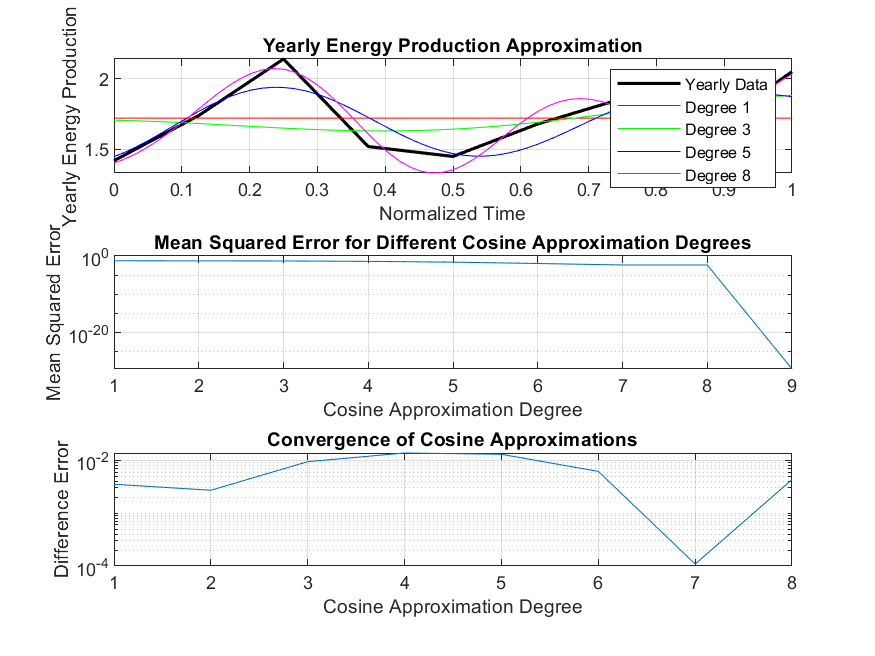 Yearly Energy Production Approximation
Yearly Energy Production
2
1.5
Yearly Data
Degree 1
Degree 3
Degree 5
Degree 8
0 0.1 0.2 0.3 0.4 0.5 0.6 0.7 0.8 0.9 1
Normalized Time
Mean Squared Error for Different Cosine Approximation Degrees
Mean Squared Error
10^0
10^-20
1 2 3 4 5 6 7 8 9
Cosine Approximation Degree
Convergence of Cosine Approximations
Difference Error
10^-2
10^-4
1 2 3 4 5 6 7 8
Cosine Approximation Degree